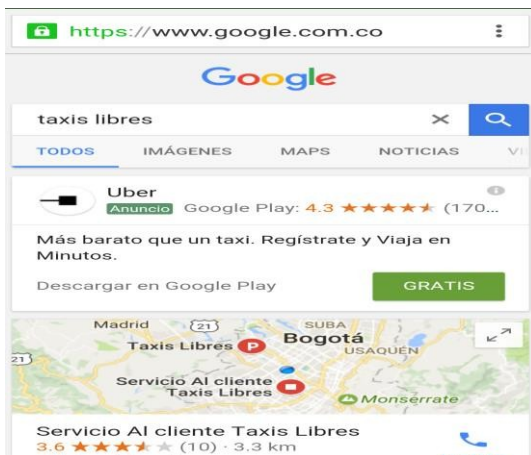 https://www.google.com.co
Google
taxis libres
TODOS IMÁGENES MAPS NOTICIAS
Uber
Anuncio Google Play: 4.3 (170...
Más barato que un taxi. Regístrate y Viaja en
Minutos.
Descargar en Google Play GRATIS
Madrid 21 SUBA
Taxis Libres P Bogotá
USAQUÉN
21
Servicio Al cliente
Taxis Libres
Monserrate
Servicio Al cliente Taxis Libres
3.6 (10) · 3.3 km